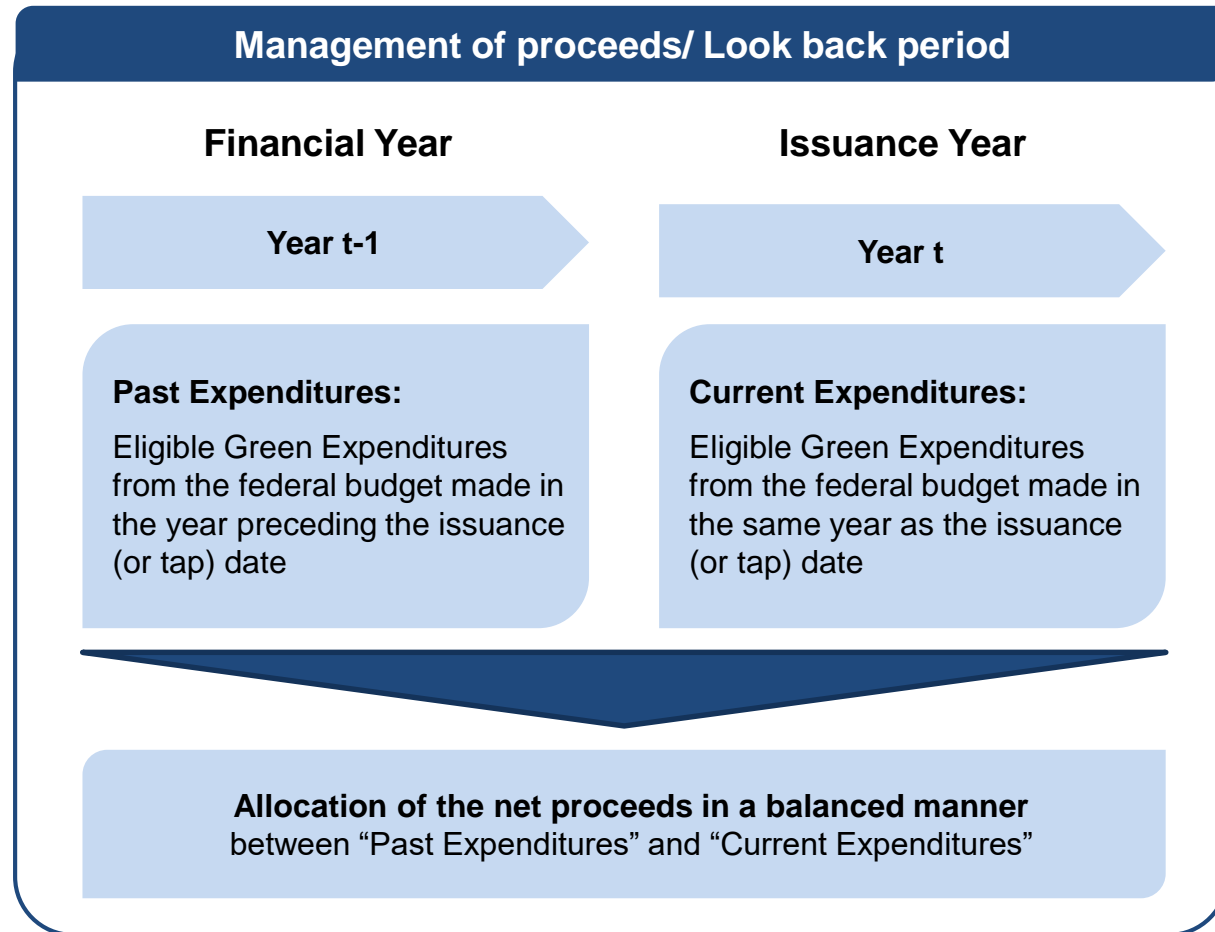 Management of proceeds/ Look back period
Financial Year
Issuance Year
Year t-1
Year t
Past Expenditures:
Eligible Green Expenditures
from the federal budget made in
the year preceding the issuance
(or tap) date
Current Expenditures:
Eligible Green Expenditures
from the federal budget made in
the same year as the issuance
(or tap) date
Allocation of the net proceeds in a balanced manner
between “Past Expenditures” and “Current Expenditures”